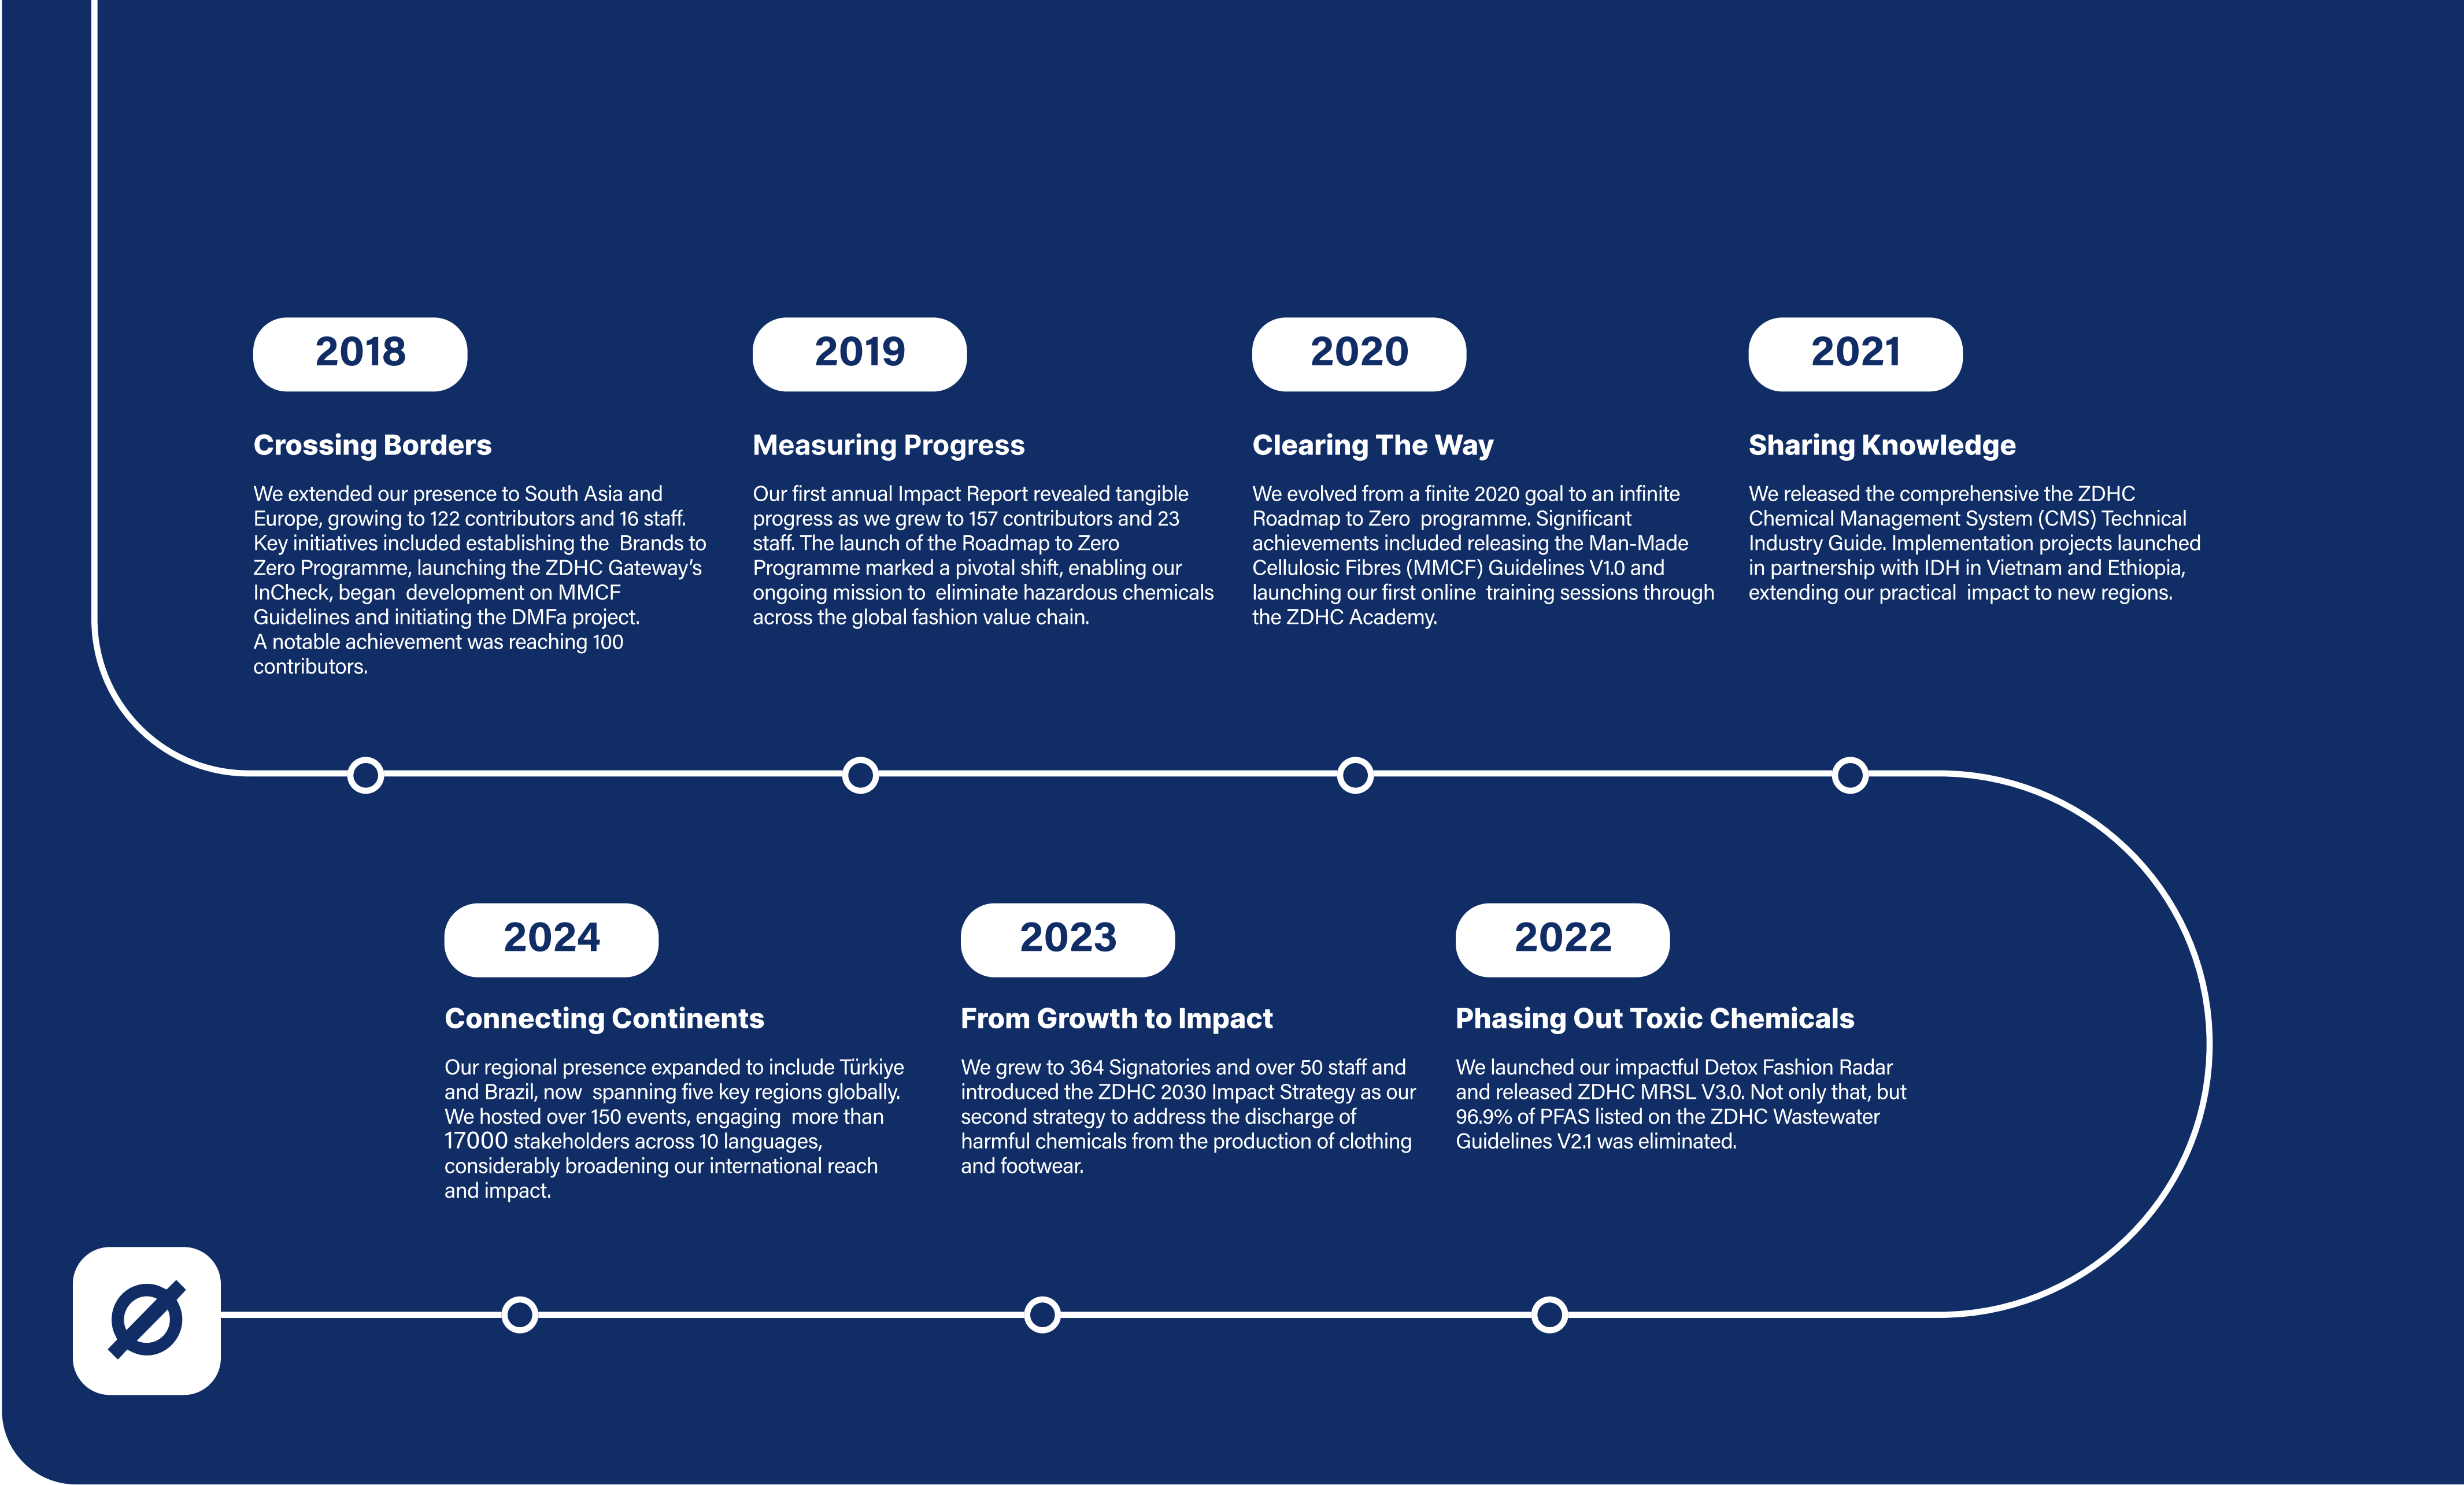 2018
Crossing Borders
We extended our presence to South Asia and
Europe, growing to 122 contributors and 16 staff.
Key initiatives included establishing the  Brands to
Zero Programme, launching the ZDHC Gateway’s
InCheck, began  development on MMCF
Guidelines and initiating the DMFa project.
A notable achievement was reaching 100
contributors.
2019
Measuring Progress
Our first annual Impact Report revealed tangible
progress as we grew to 157 contributors and 23
staff. The launch of the Roadmap to Zero
Programme marked a pivotal shift, enabling our
ongoing mission to  eliminate hazardous chemicals
across the global fashion value chain.
2020
Clearing The Way
We evolved from a finite 2020 goal to an infinite
Roadmap to Zero  programme. Significant
achievements included releasing the Man-Made
Cellulosic Fibres (MMCF) Guidelines V1.0 and
launching our first online  training sessions through
the ZDHC Academy.
2021
Sharing Knowledge
We released the comprehensive the ZDHC
Chemical Management System (CMS) Technical
Industry Guide. Implementation projects launched
in partnership with IDH in Vietnam and Ethiopia,
extending our practical  impact to new regions.
2024
Connecting Continents
Our regional presence expanded to include Türkiye
and Brazil, now  spanning five key regions globally.
We hosted over 150 events, engaging  more than
17000 stakeholders across 10 languages,
considerably broadening our international reach
and impact.
2023
From Growth to Impact
We grew to 364 Signatories and over 50 staff and
introduced the ZDHC 2030 Impact Strategy as our
second strategy to address the discharge of
harmful chemicals from the production of clothing
and footwear.
2022
Phasing Out Toxic Chemicals
We launched our impactful Detox Fashion Radar
and released ZDHC MRSL V3.0. Not only that, but
96.9% of PFAS listed on the ZDHC Wastewater
Guidelines V2.1 was eliminated.